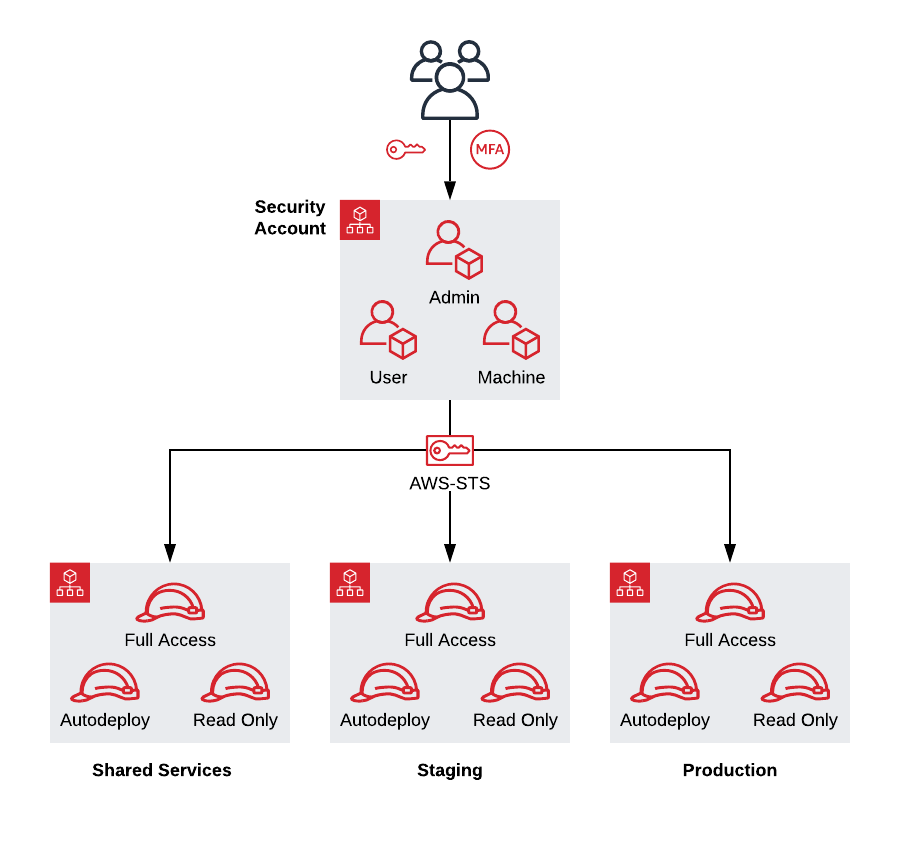 MFA
Security
Account
Admin
User
Machine
AWS-STS
Full Access
Autodeploy
Read Only
Shared Services
Full Access
Autodeploy
Read Only
Staging
Full Access
Autodeploy
Read Only
Production